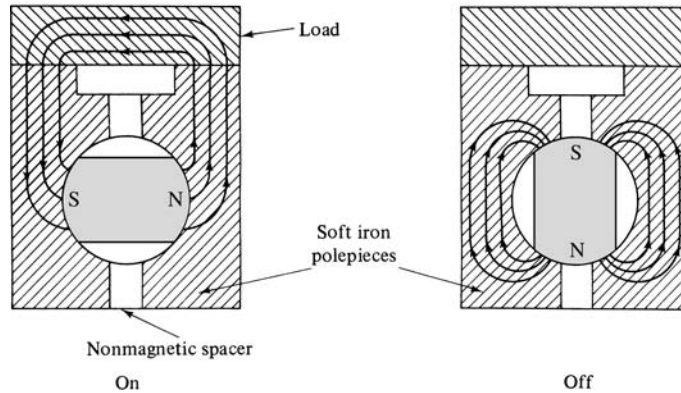 Load
S
N
S
N
Soft iron
polepieces
Nonmagnetic spacer
On
Off